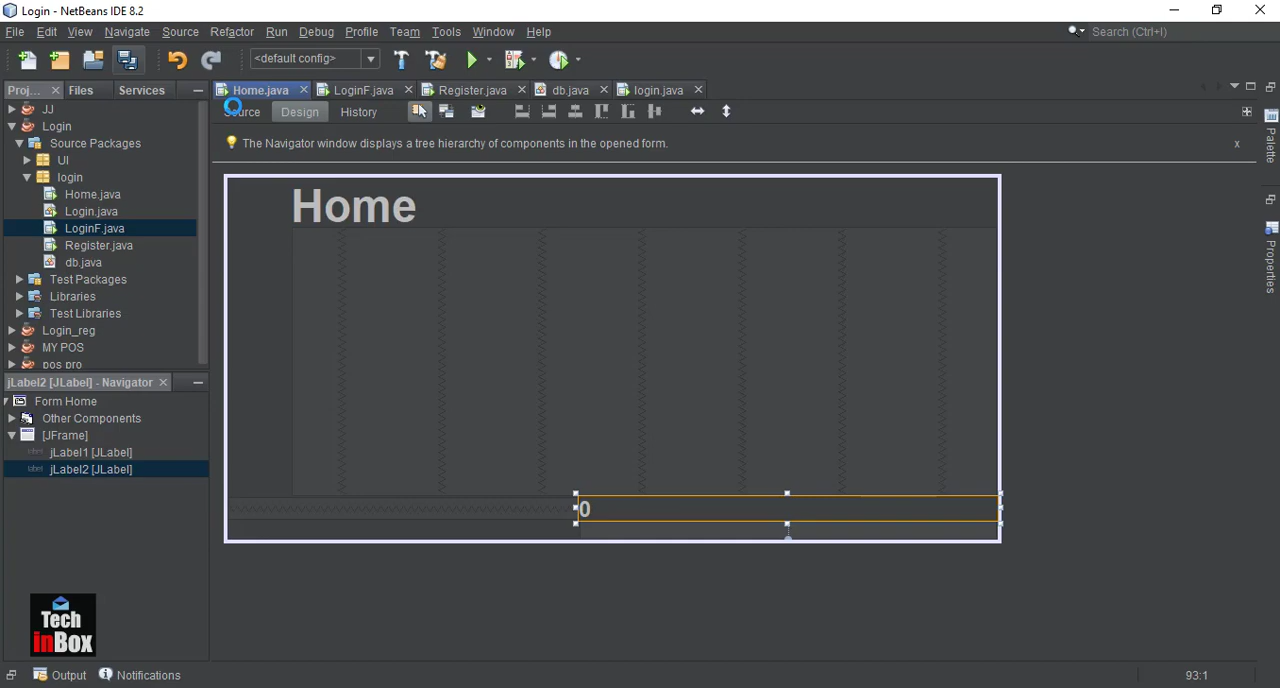 Login - NetBeans IDE 8.2
File Edit View Navigate Source Refactor Run Debug Profile Team Tools Window Help
Search (Ctrl+I)
<default config>
Proj... Files Services
Home.java LoginF.java Register.java db.java login.java
Source Design History
The Navigator window displays a tree hierarchy of components in the opened form.
x
JJ
Login
Source Packages
UI
login
Home.java
Login.java
LoginF.java
Register.java
db.java
Test Packages
Libraries
Test Libraries
Login_reg
MY POS
pos pro
Home
0
Palette
Properties
jLabel2 [JLabel] - Navigator
Form Home
Other Components
[JFrame]
label jLabel1 [JLabel]
label jLabel2 [JLabel]
Tech
inBox
Output Notifications
93:1